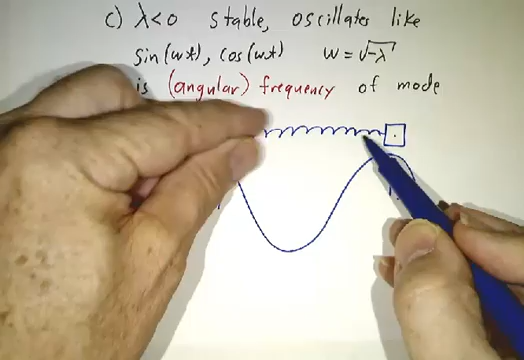 c) λ<0 stable, oscillates like
sin(ωt), cos(ωt) ω=√-λ
is (angular) frequency of mode